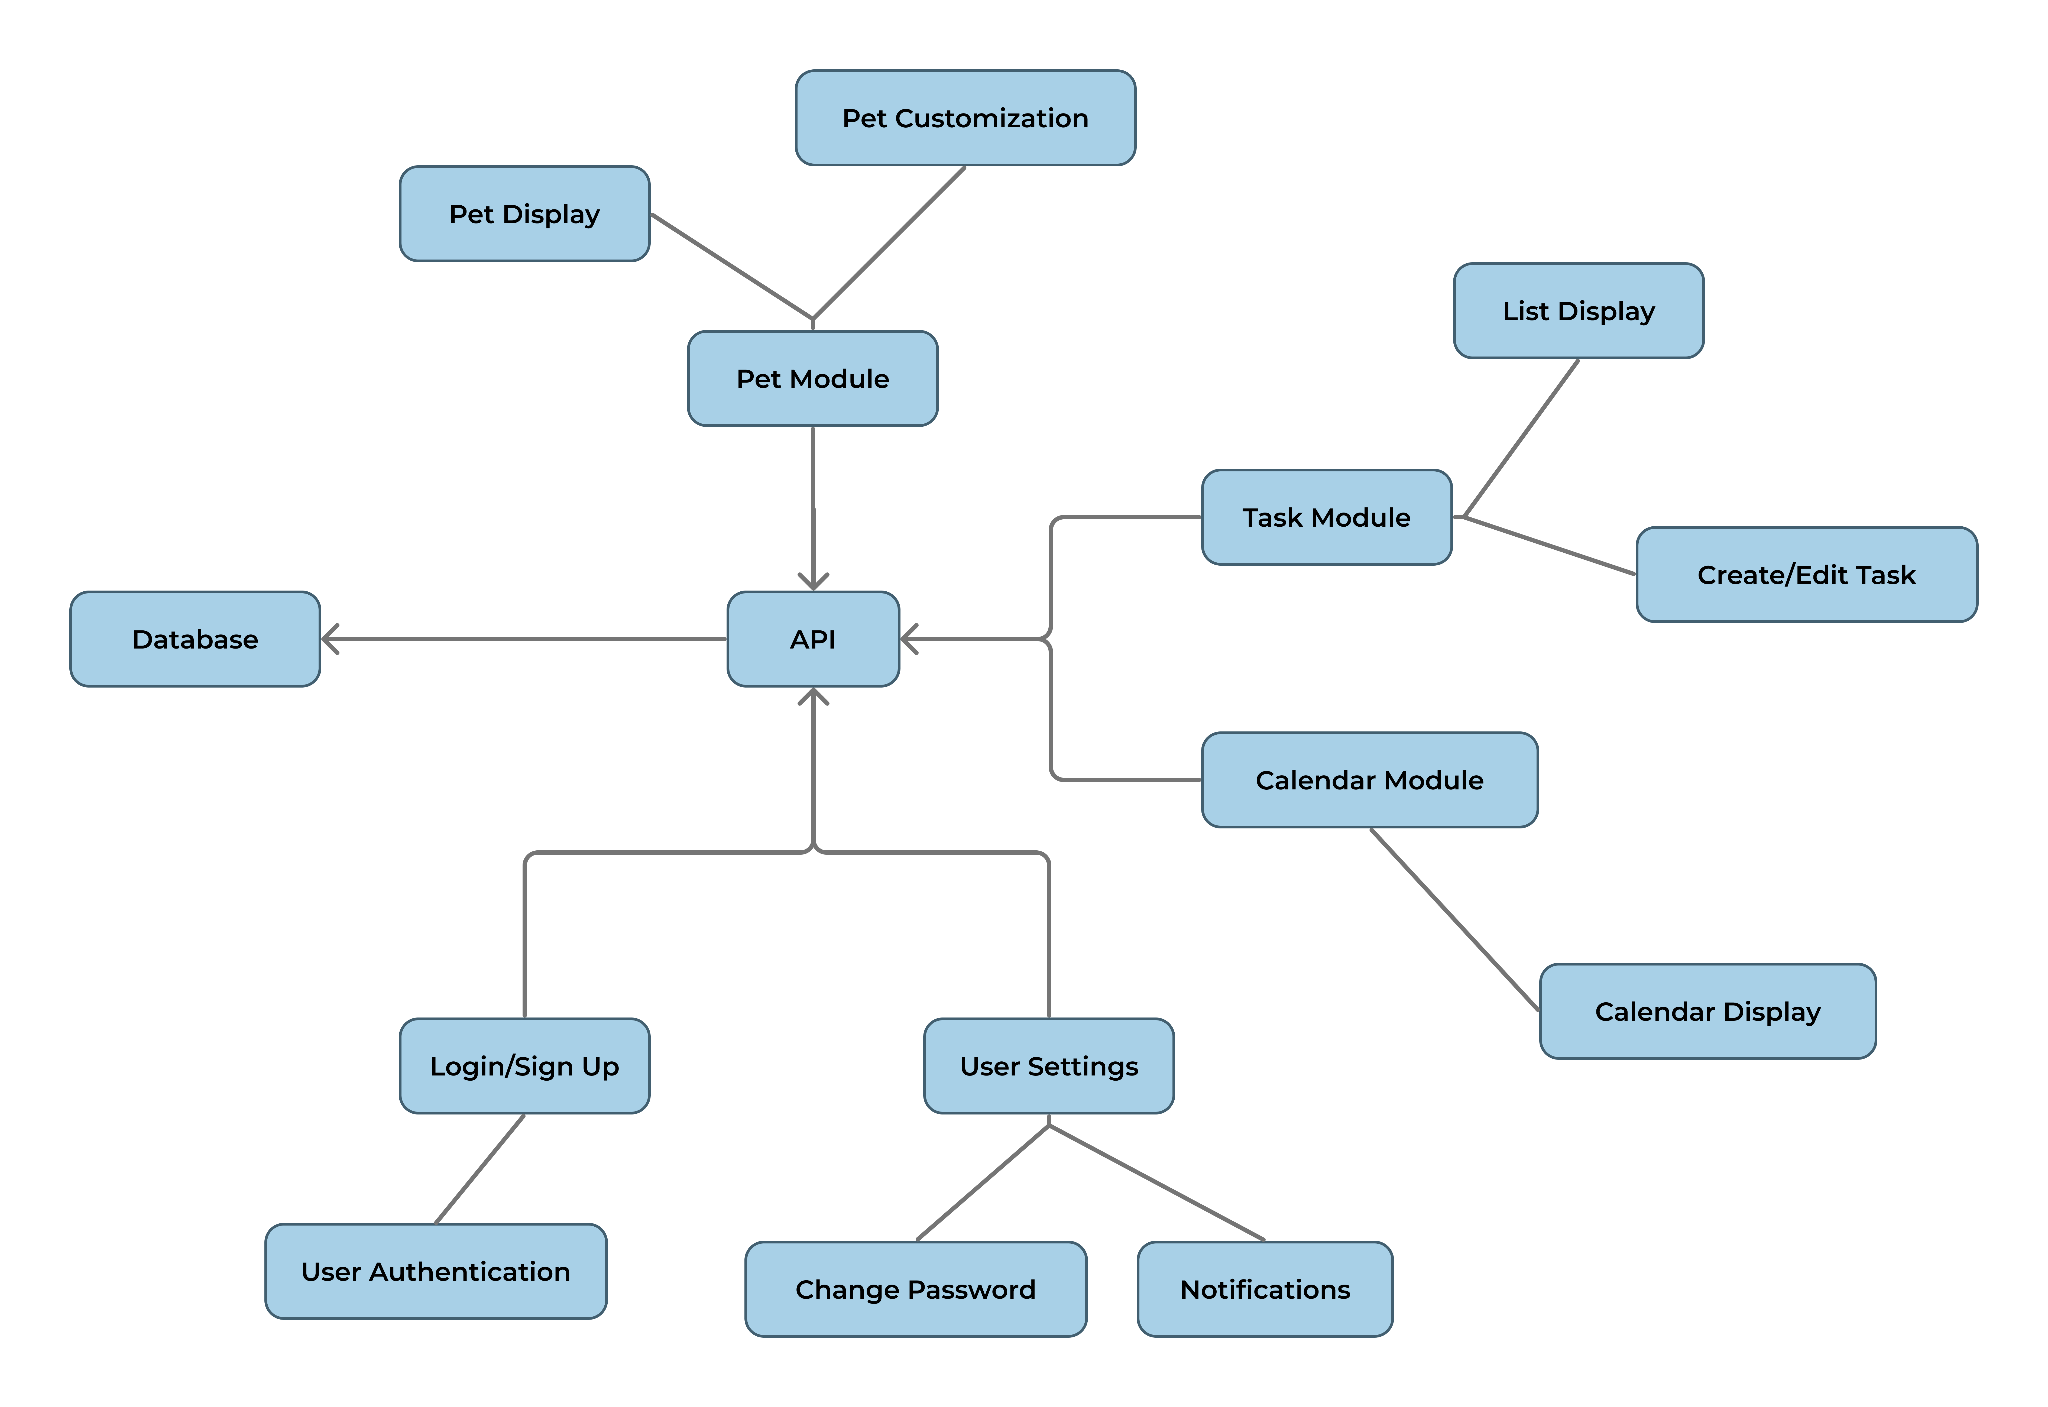 Pet Customization
Pet Display
List Display
Pet Module
Task Module
Create/Edit Task
Database
API
Calendar Module
Calendar Display
Login/Sign Up
User Settings
User Authentication
Change Password
Notifications